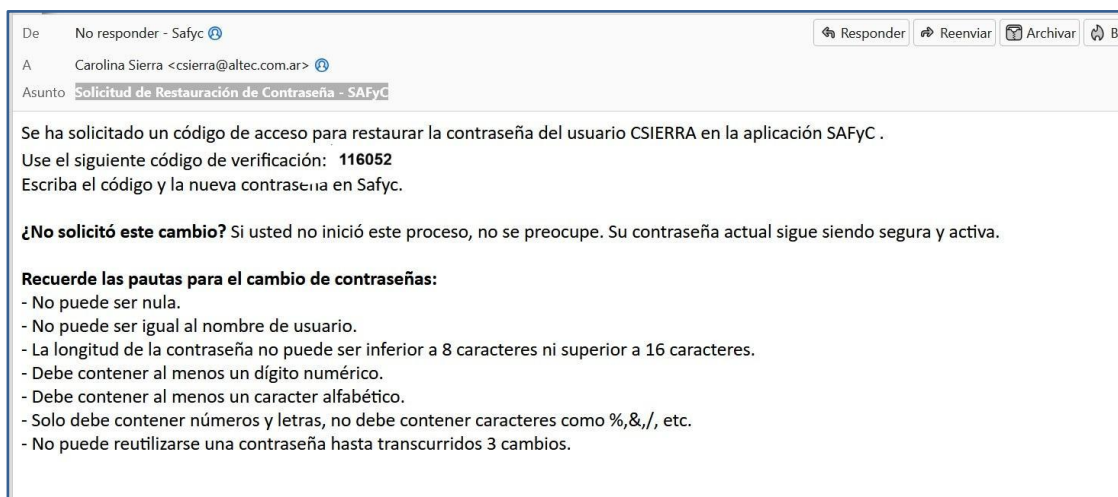 De No responder - Safyc
Responder Reenviar Archivar B
A Carolina Sierra <csierra@altec.com.ar>
Asunto Solicitud de Restauración de Contraseña - SAFyC
Se ha solicitado un código de acceso para restaurar la contraseña del usuario CSIERRA en la aplicación SAFyC .
Use el siguiente código de verificación: 116052
Escriba el código y la nueva contraseña en Safyc.
¿No solicitó este cambio? Si usted no inició este proceso, no se preocupe. Su contraseña actual sigue siendo segura y activa.
Recuerde las pautas para el cambio de contraseñas:
- No puede ser nula.
- No puede ser igual al nombre de usuario.
- La longitud de la contraseña no puede ser inferior a 8 caracteres ni superior a 16 caracteres.
- Debe contener al menos un dígito numérico.
- Debe contener al menos un caracter alfabético.
- Solo debe contener números y letras, no debe contener caracteres como %,&,/, etc.
- No puede reutilizarse una contraseña hasta transcurridos 3 cambios.